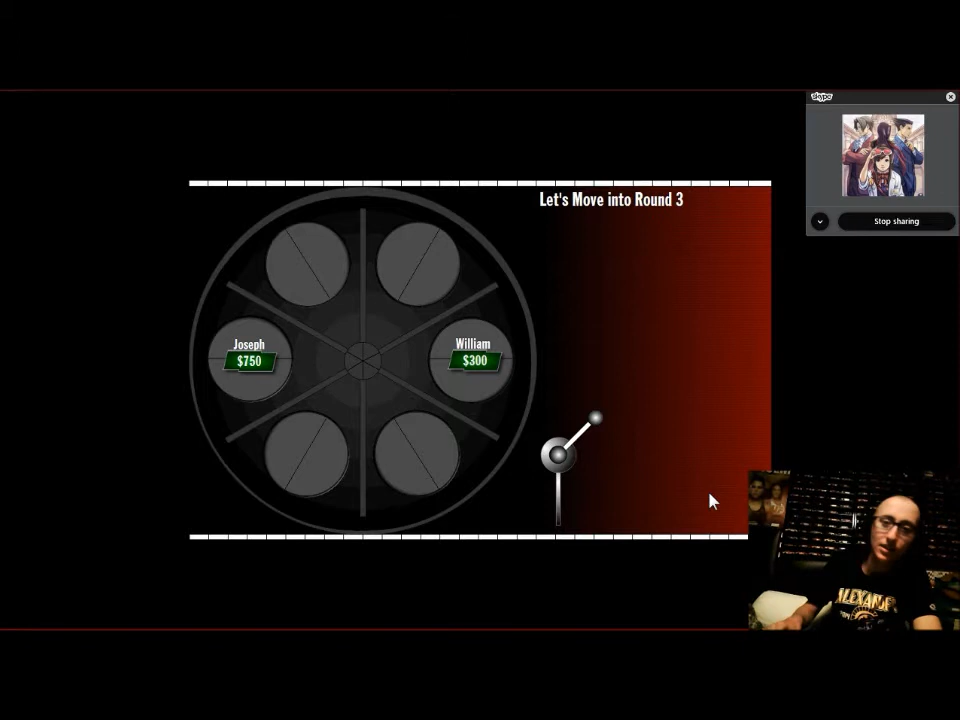 skype
Stop sharing
Let's Move into Round 3
Joseph
$750
William
$300